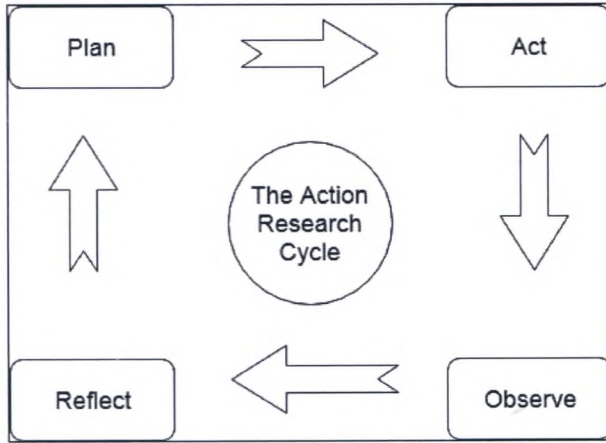 Plan
Act
The Action
Research
Cycle
Reflect
Observe